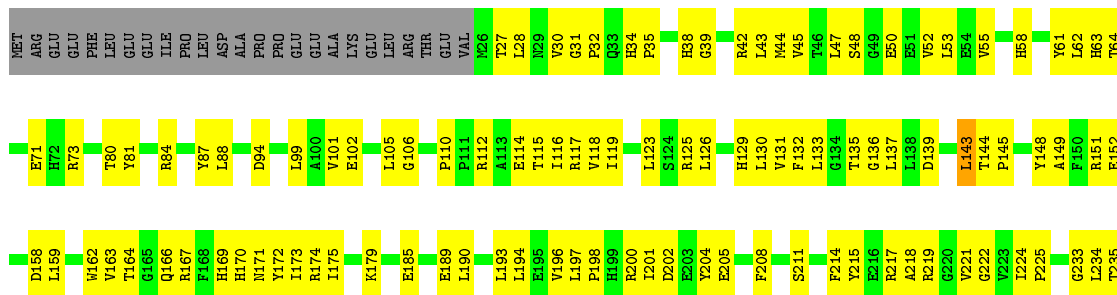 MET ARG GLU GLU PHE LEU GLU GLU ILE PRO LEU ASP ALA PRO PRO GLU GLU ALA LYS GLU LEU ARG THR GLU VAL M26 T27 L28 N29 V30 G31 P32 Q33 H34 P35 H38 G39 R42 L43 M44 V45 T46 L47 S48 G49 E50 E51 V52 L53 E54 V55 H58 Y61 L62 H63 T64
E71 H72 R73 T80 Y81 R84 Y87 L88 D94 L99 A100 V101 E102 L105 G106 P110 P111 R112 A113 E114 T115 I116 R117 V118 I119 L123 S124 R125 L126 H129 L130 V131 F132 L133 G134 T135 G136 L137 L138 D139 L143 T144 P145 Y148 A149 F150 R151 E152
D158 L159 W162 V163 T164 G165 Q166 R167 F168 H169 H170 N171 Y172 I173 R174 I175 K179 E185 E189 L190 L193 L194 E195 V196 L197 P198 H199 R200 I201 D202 E203 Y204 E205 F208 S211 F214 Y215 E216 R217 A218 R219 G220 V221 G222 V223 I224 P225 G233 L234 T235